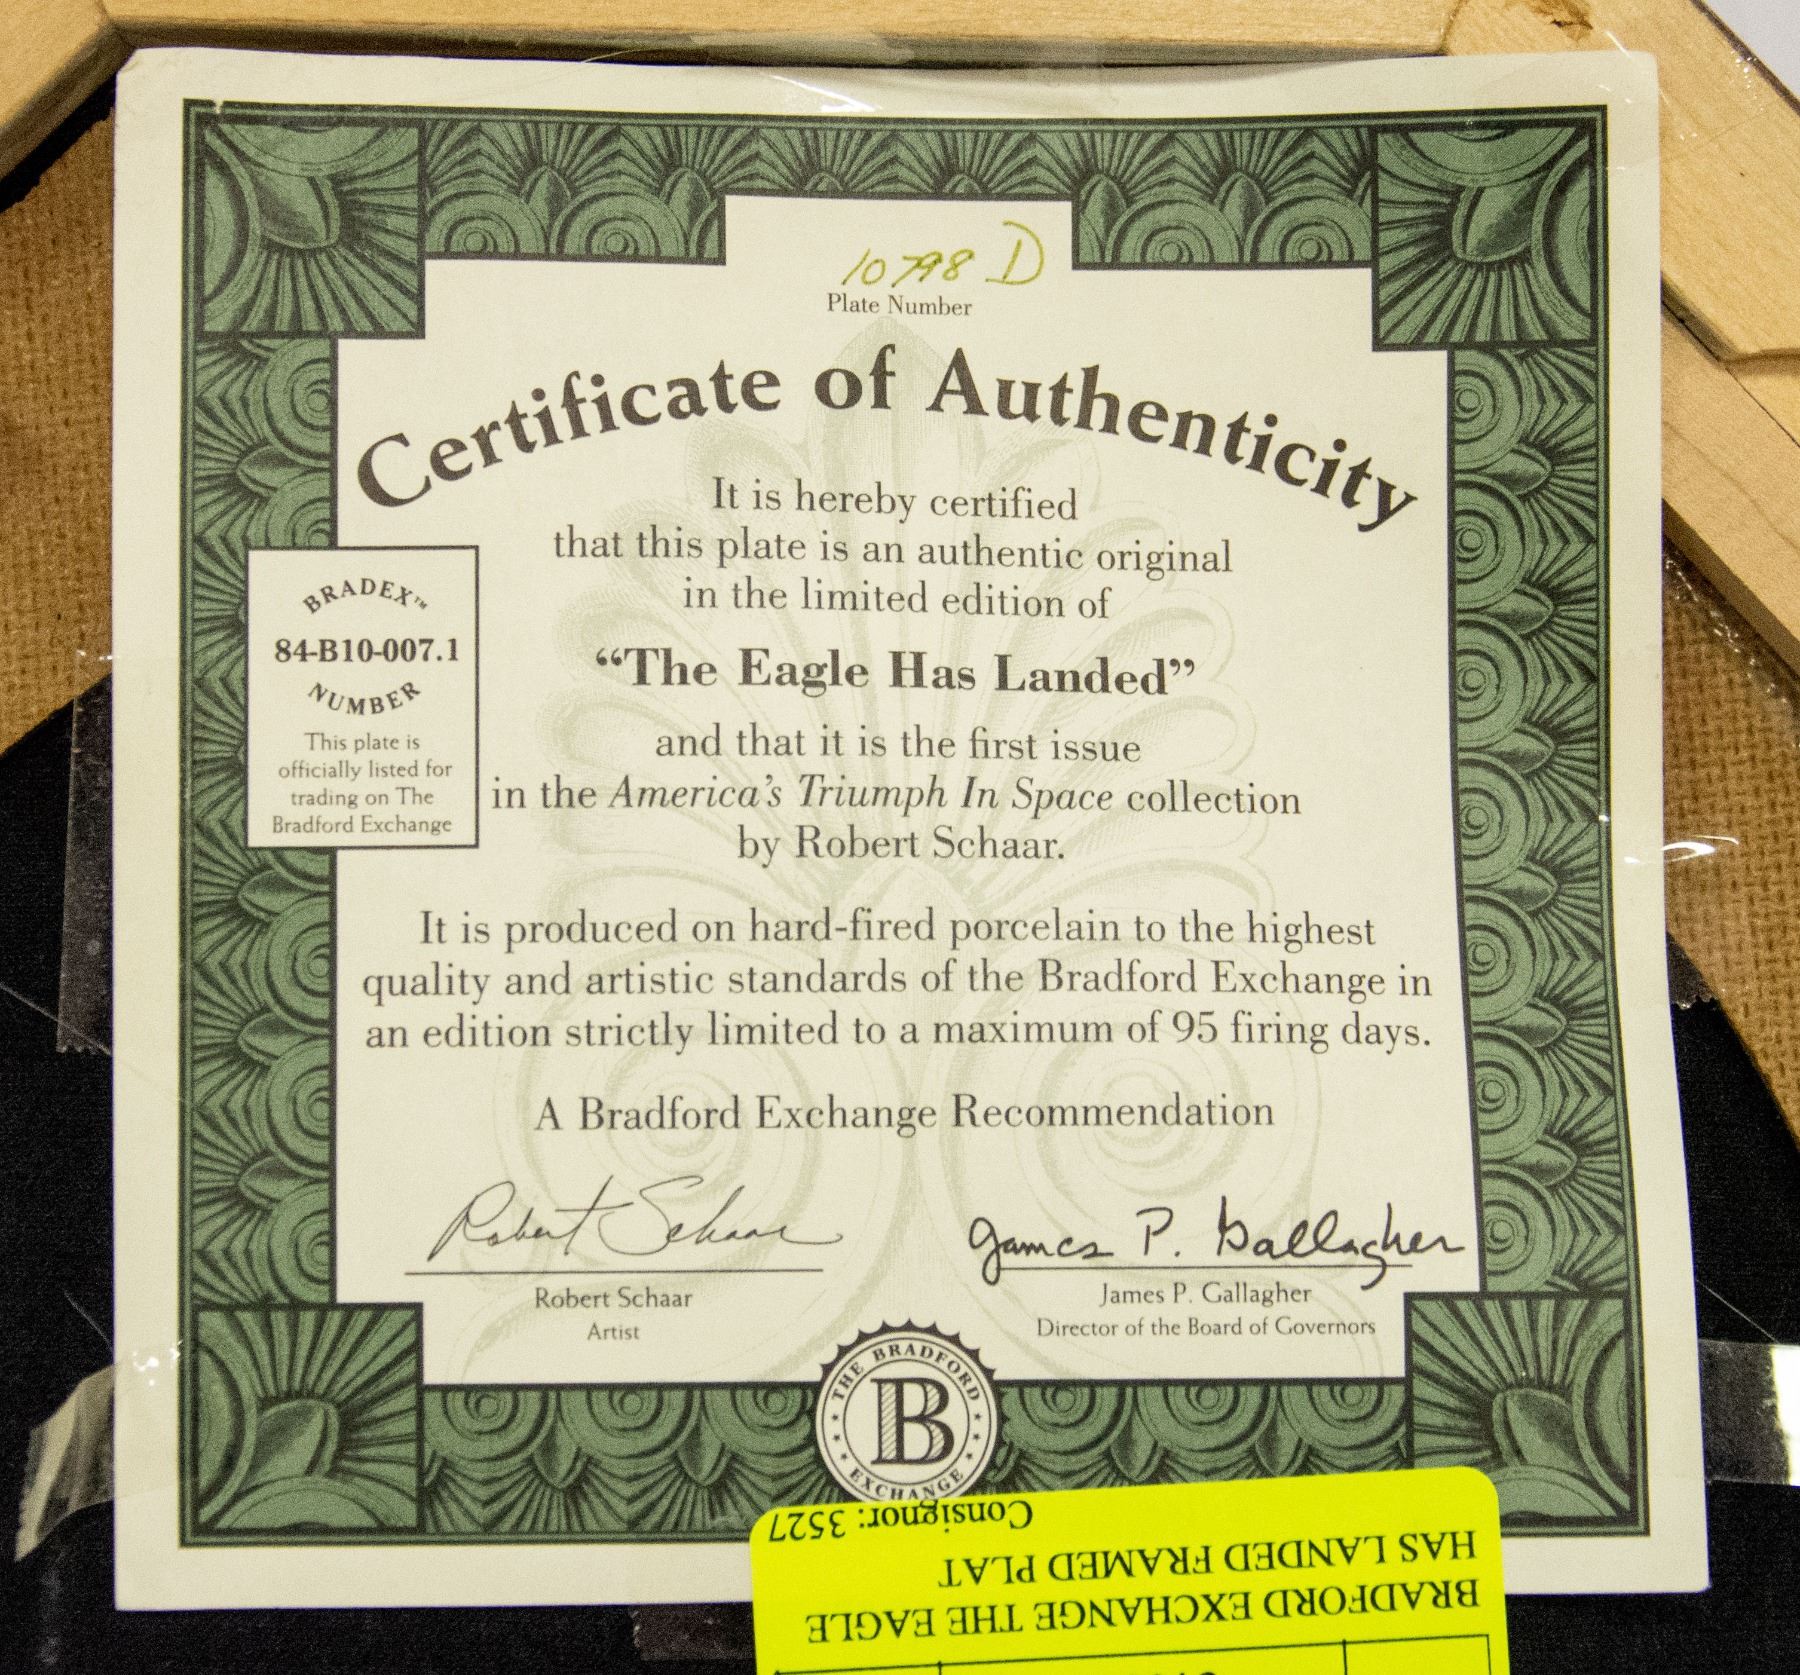 10798 D
Plate Number
Certificate of Authenticity
It is hereby certified
that this plate is an authentic original
in the limited edition of
“The Eagle Has Landed”
and that it is the first issue
in the America's Triumph In Space collection
by Robert Schaar.
BRADEX™
84-B10-007.1
NUMBER
This plate is
officially listed for
trading on The
Bradford Exchange
It is produced on hard-fired porcelain to the highest
quality and artistic standards of the Bradford Exchange in
an edition strictly limited to a maximum of 95 firing days.
A Bradford Exchange Recommendation
Robert Schaar
Robert Schaar
Artist
James P. Gallagher
James P. Gallagher
Director of the Board of Governors
THE BRADFORD
B
EXCHANGE
BRADFORD EXCHANGE THE EAGLE
HAS LANDED FRAMED PLAT
Consignor: 3527